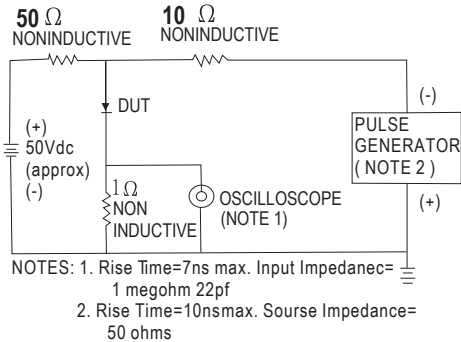 50 Ω
NONINDUCTIVE
10 Ω
NONINDUCTIVE
DUT
(+)
50Vdc
(approx)
(-)
1Ω
NON
INDUCTIVE
OSCILLOSCOPE
(NOTE 1)
(-)
PULSE
GENERATOR
( NOTE 2 )
(+)
NOTES: 1. Rise Time=7ns max. Input Impedanec=
1 megohm 22pf
2. Rise Time=10nsmax. Sourse Impedance=
50 ohms